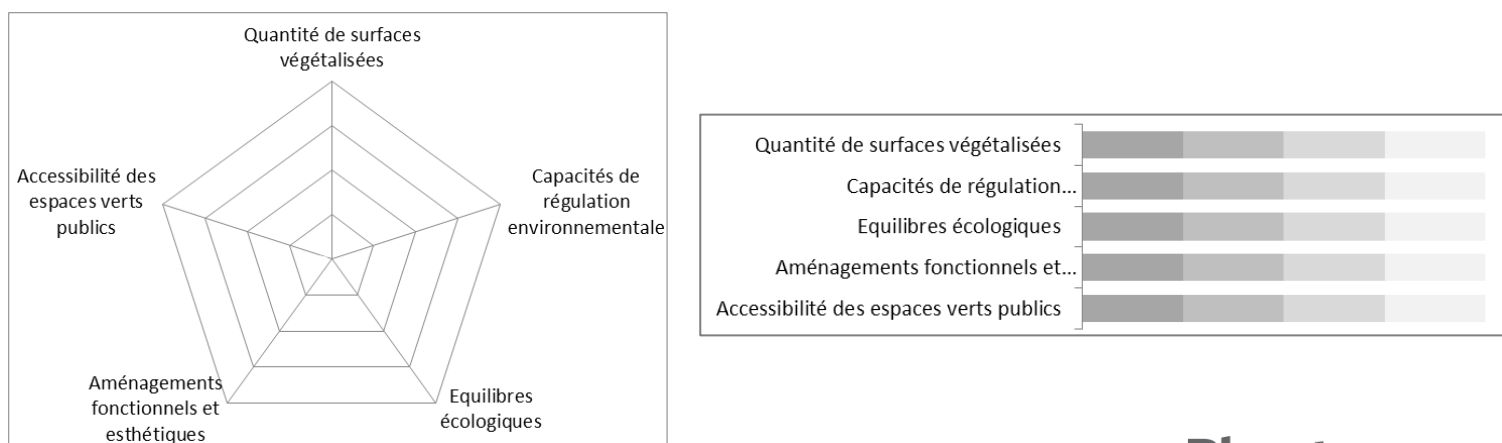 Quantité de surfaces
végétalisées
Accessibilité des
espaces verts
publics
Capacités de
régulation
environnementale
Aménagements
fonctionnels et
esthétiques
Equilibres
écologiques
Quantité de surfaces végétalisées
Capacités de régulation...
Equilibres écologiques
Aménagements fonctionnels et...
Accessibilité des espaces verts publics